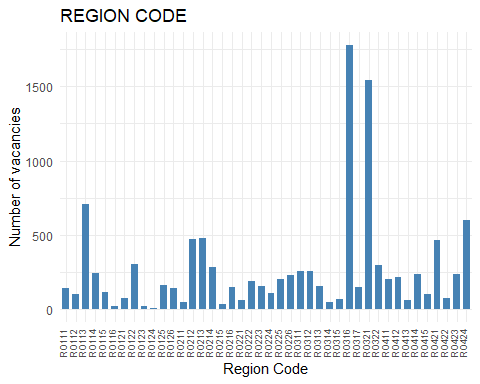 REGION CODE
Number of vacancies
1500
1000
500
0
R0111
R0112
R0113
R0114
R0115
R0116
R0121
R0122
R0123
R0124
R0125
R0126
R0211
R0212
R0213
R0214
R0215
R0216
R0221
R0222
R0223
R0224
R0225
R0226
R0311
R0312
R0313
R0314
R0315
R0316
R0317
R0321
R0322
R0411
R0412
R0413
R0414
R0415
R0421
R0422
R0423
R0424
Region Code